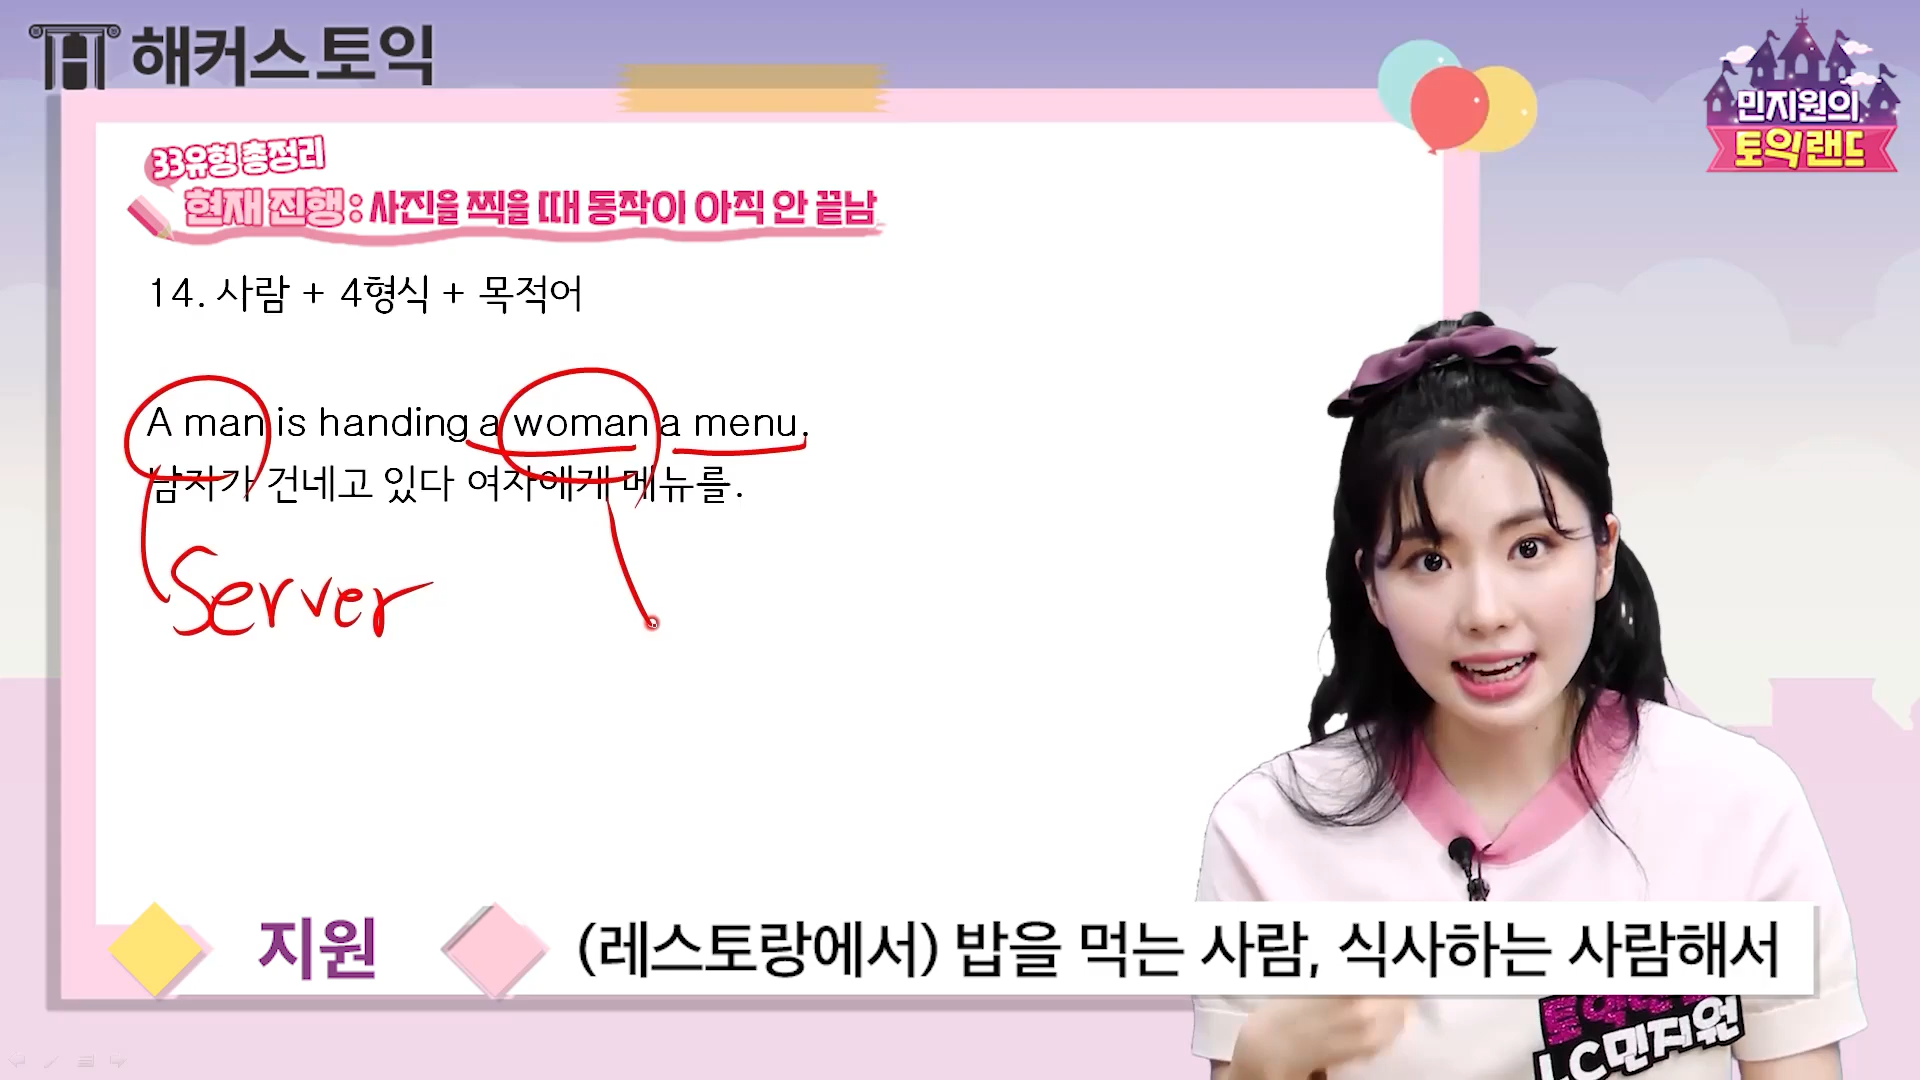 해커스토익
민지원의
토익랜드
33유형 총정리
현재 진행 : 사진을 찍을 때 동작이 아직 안 끝남
14. 사람 + 4형식 + 목적어
A man is handing a woman a menu.
남자가 건네고 있다 여자에게 메뉴를.
Server
지원 (레스토랑에서) 밥을 먹는 사람, 식사하는 사람해서
LC민지원